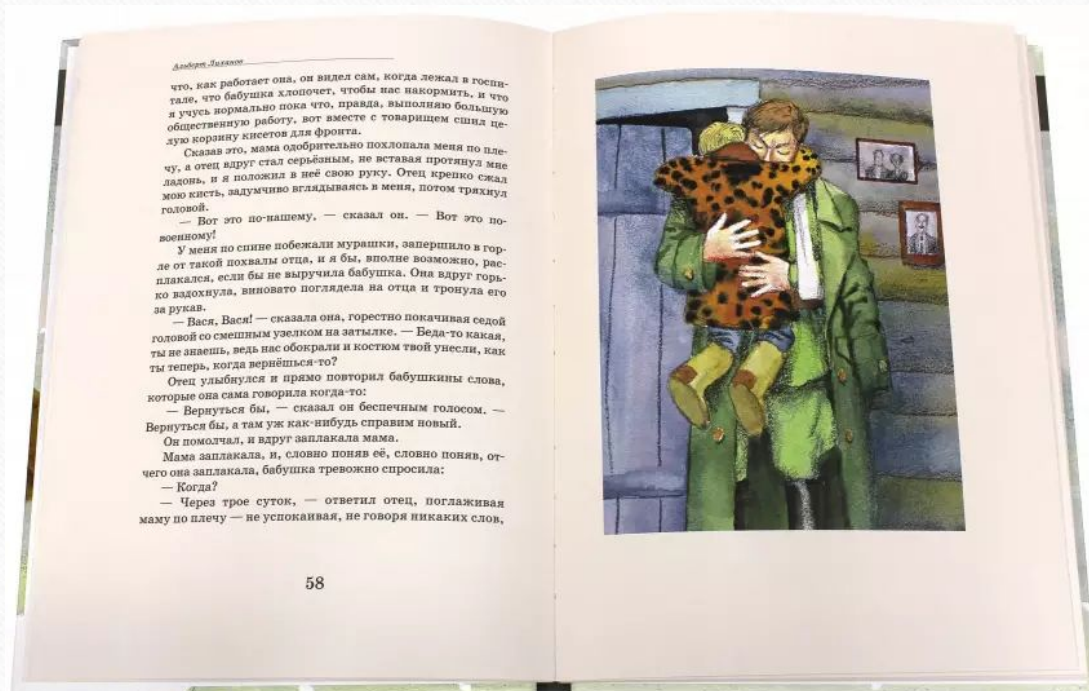 Альберт Лиханов
что, как работает она, он видел сам, когда лежал в госпи-
тале, что бабушка хлопочет, чтобы нас накормить, и что
я учусь нормально пока что, правда, выполняю большую
общественную работу, вот вместе с товарищем сшил це-
лую корзину кисетов для фронта.
Сказав это, мама одобрительно похлопала меня по пле-
чу, а отец вдруг стал серьёзным, не вставая протянул мне
ладонь, и я положил в неё свою руку. Отец крепко сжал
мою кисть, задумчиво вглядываясь в меня, потом тряхнул
головой.
— Вот это по-нашему, — сказал он. — Вот это по-
военному!
У меня по спине побежали мурашки, запершило в гор-
ле от такой похвалы отца, и я бы, вполне возможно, рас-
плакался, если бы не выручила бабушка. Она вдруг горь-
ко вздохнула, виновато поглядела на отца и тронула его
за рукав.
— Вася, Вася! — сказала она, горестно покачивая седой
головой со смешным узелком на затылке. — Беда-то какая,
ты не знаешь, ведь нас обокрали и костюм твой унесли, как
ты теперь, когда вернёшься-то?
Отец улыбнулся и прямо повторил бабушкины слова,
которые она сама говорила когда-то:
— Вернуться бы, — сказал он беспечным голосом. —
Вернуться бы, а там уж как-нибудь справим новый.
Он помолчал, и вдруг заплакала мама.
Мама заплакала, и, словно поняв её, словно поняв, от-
чего она заплакала, бабушка тревожно спросила:
— Когда?
— Через трое суток, — ответил отец, поглаживая
маму по плечу — не успокаивая, не говоря никаких слов,
58